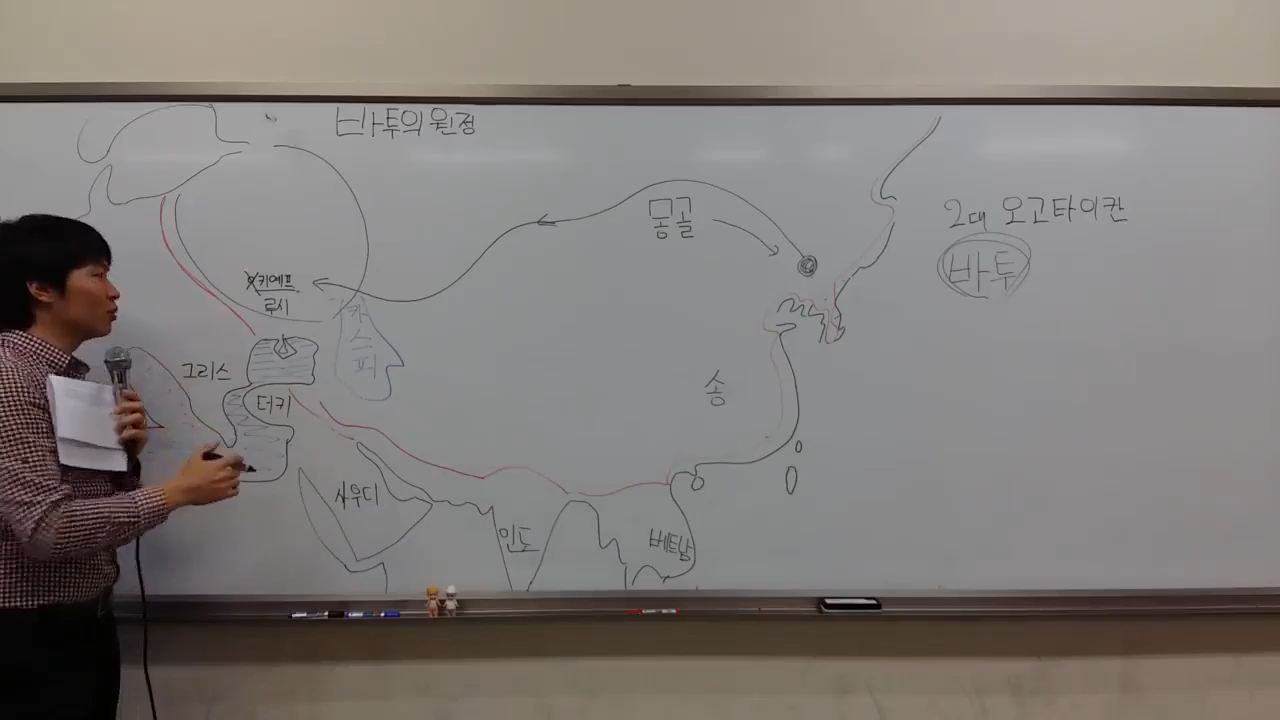 바투의 원정
몽골
2대 오고타이칸
바투
키예프
루시
카스피
그리스
터키
송
사우디
인도
베트남